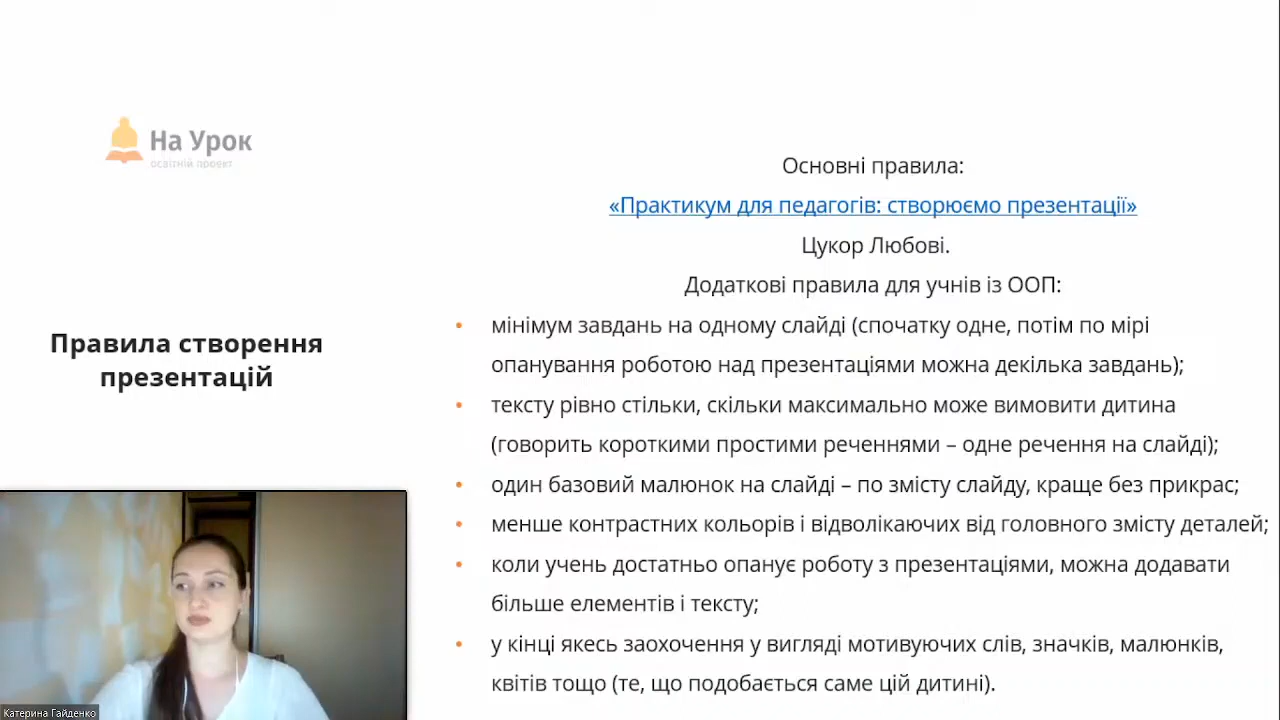 На Урок
освітній проект
Правила створення
презентацій
Основні правила:
«Практикум для педагогів: створюємо презентації»
Цукор Любові.
Додаткові правила для учнів із ООП:
• мінімум завдань на одному слайді (спочатку одне, потім по мірі
опанування роботою над презентаціями можна декілька завдань);
• тексту рівно стільки, скільки максимально може вимовити дитина
(говорить короткими простими реченнями – одне речення на слайді);
• один базовий малюнок на слайді – по змісту слайду, краще без прикрас;
• менше контрастних кольорів і відволікаючих від головного змісту деталей;
• коли учень достатньо опанує роботу з презентаціями, можна додавати
більше елементів і тексту;
• у кінці якесь заохочення у вигляді мотивуючих слів, значків, малюнків,
квітів тощо (те, що подобається саме цій дитині).
Катерина Гайденко